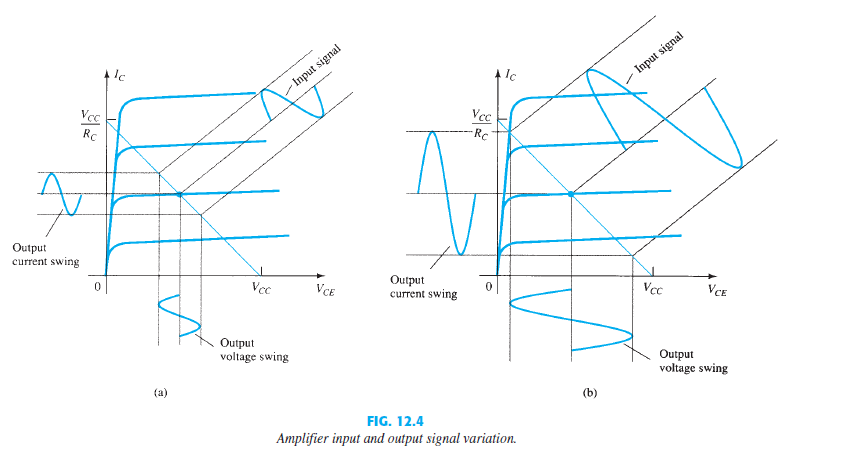 Input signal
I_C
V_CC
R_C
Output
current swing
0
V_CC
V_CE
Output
voltage swing
(a)
Input signal
I_C
V_CC
R_C
Output
current swing
0
V_CC
V_CE
Output
voltage swing
(b)
FIG. 12.4
Amplifier input and output signal variation.